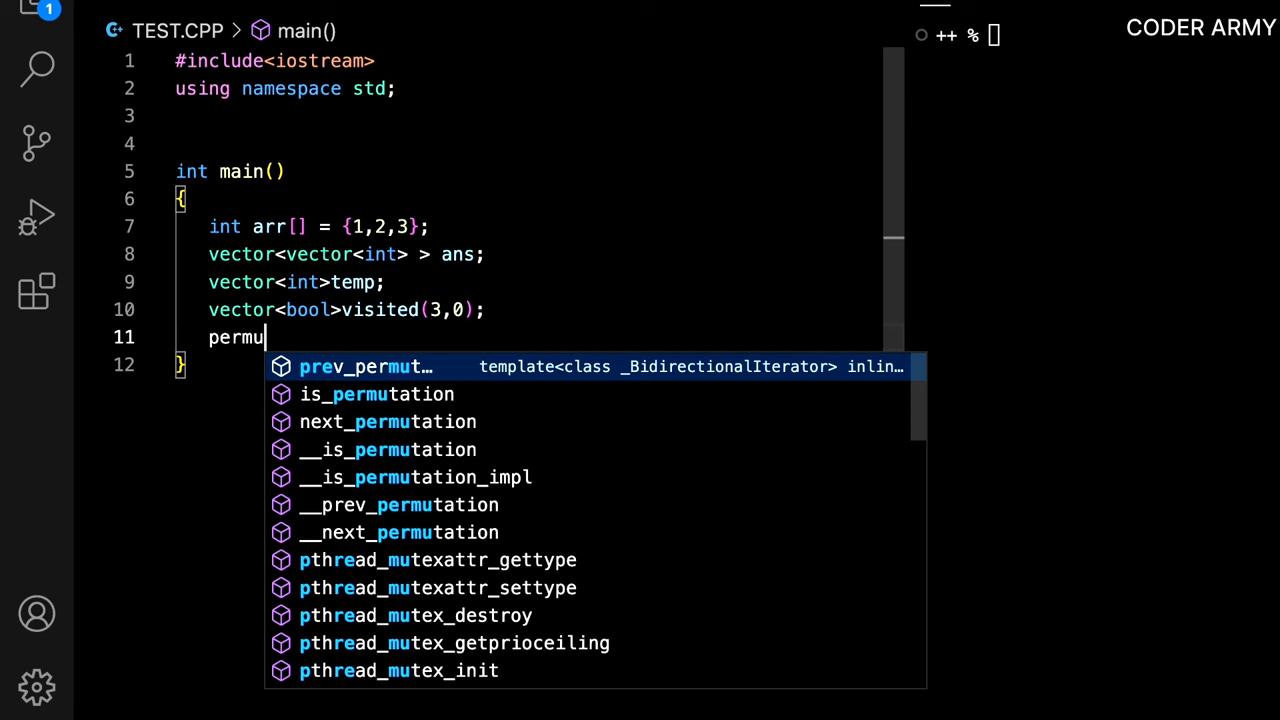 1
TEST.CPP > main()
++ %
CODER ARMY
1 #include<iostream>
2 using namespace std;
3
4
5 int main()
6 {
7 int arr[] = {1,2,3};
8 vector<vector<int> > ans;
9 vector<int>temp;
10 vector<bool>visited(3,0);
11 permu
12 }
prev_permut… template<class _BidirectionalIterator> inlin…
is_permutation
next_permutation
__is_permutation
__is_permutation_impl
__prev_permutation
__next_permutation
pthread_mutexattr_gettype
pthread_mutexattr_settype
pthread_mutex_destroy
pthread_mutex_getprioceiling
pthread_mutex_init